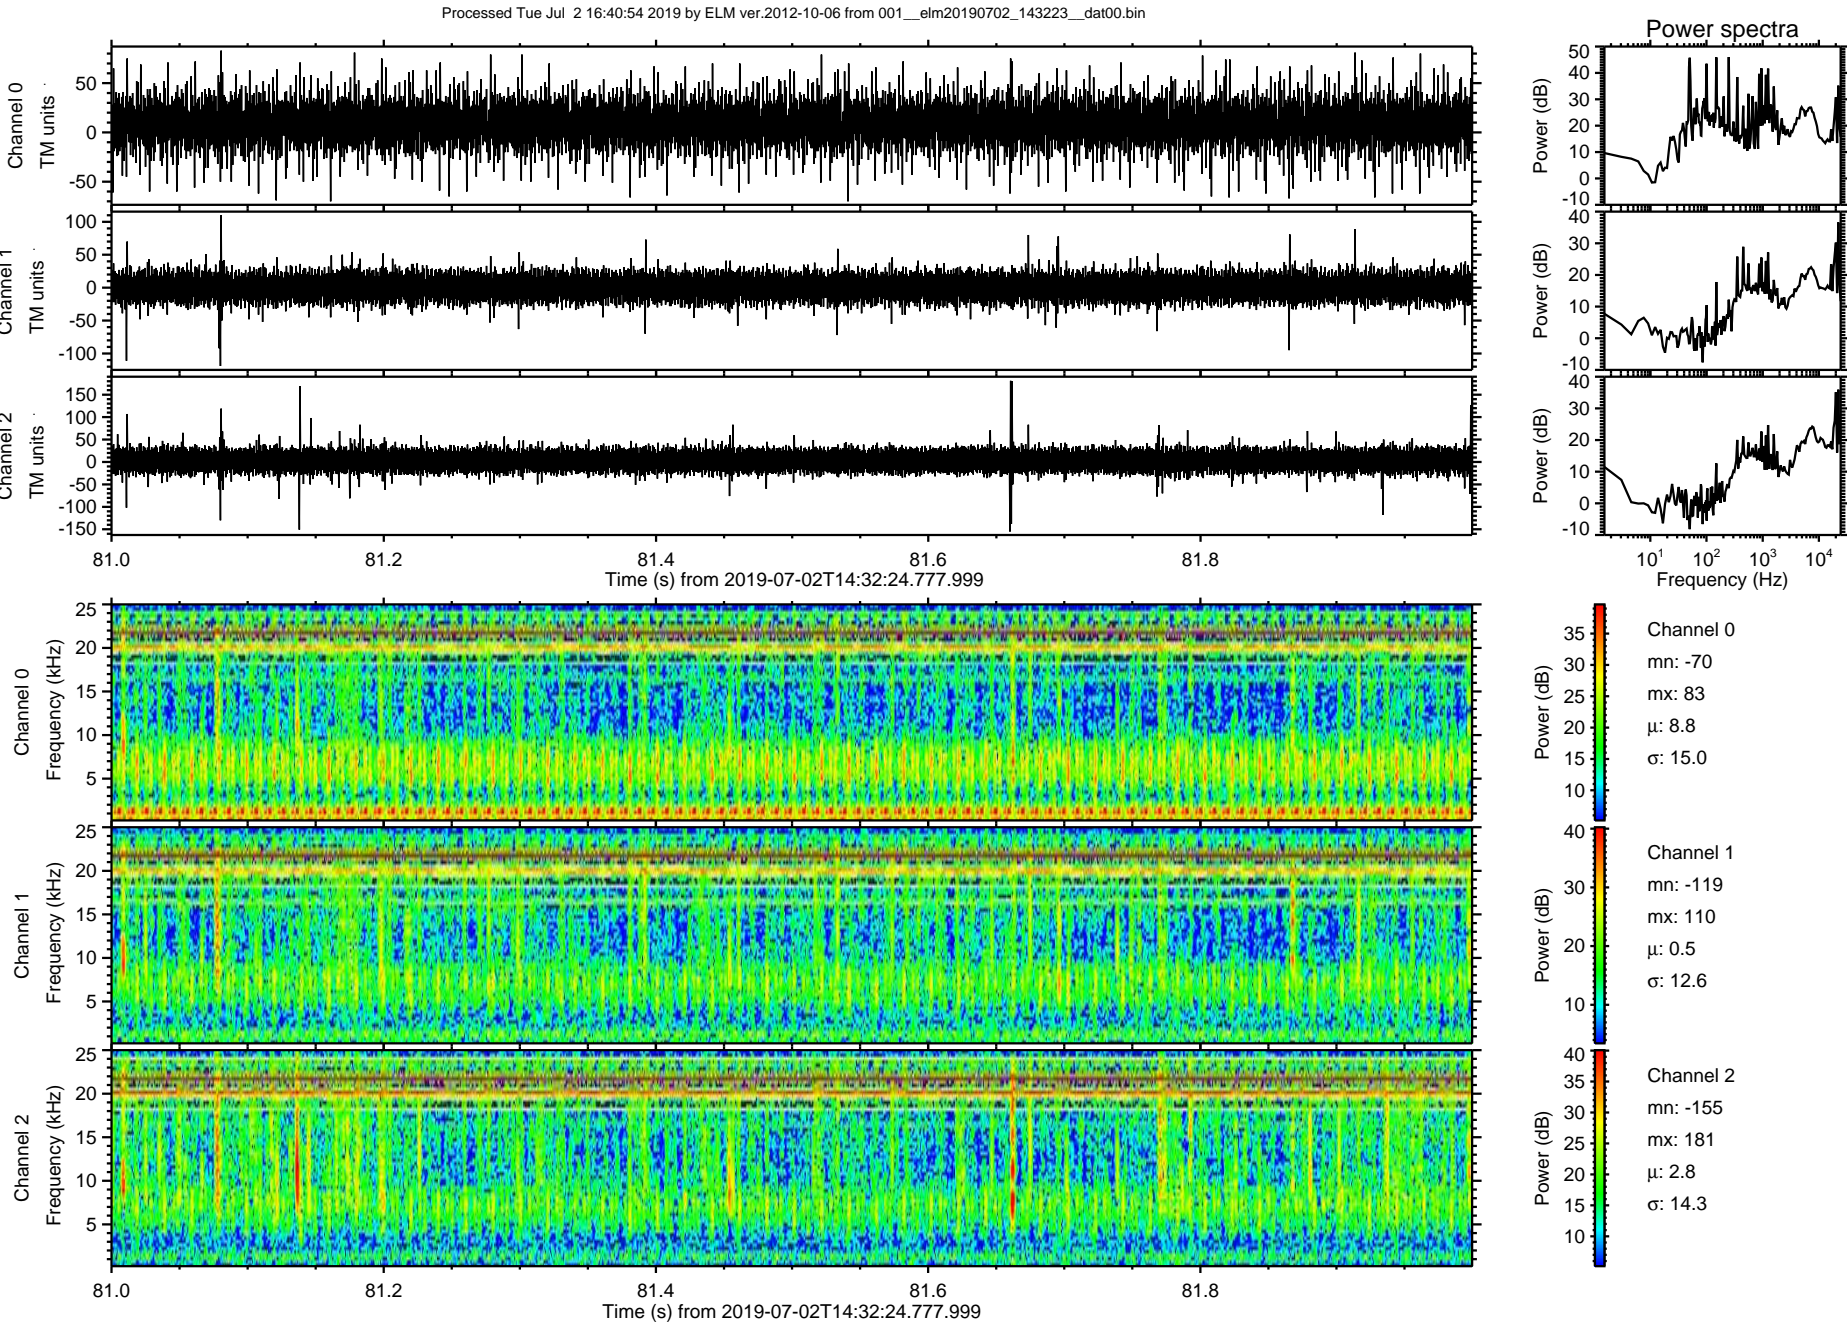 Processed Tue Jul  2 16:40:54 2019 by ELM ver.2012-10-06 from 001__elm20190702_143223__dat00.bin
Power spectra
Channel 0
TM units
50
0
-50
Power (dB)
50
40
30
20
10
0
-10
Channel 1
TM units
100
50
0
-50
-100
Power (dB)
40
30
20
10
0
-10
Channel 2
TM units
150
100
50
0
-50
-100
-150
Power (dB)
40
30
20
10
0
-10
81.0 81.2 81.4 81.6 81.8
Time (s) from 2019-07-02T14:32:24.777.999
10¹ 10² 10³ 10⁴
Frequency (Hz)
Channel 0
Frequency (kHz)
25
20
15
10
5
Power (dB)
35
30
25
20
15
10
Channel 0
mn: -70
mx: 83
μ: 8.8
σ: 15.0
Channel 1
Frequency (kHz)
25
20
15
10
5
Power (dB)
40
30
20
10
Channel 1
mn: -119
mx: 110
μ: 0.5
σ: 12.6
Channel 2
Frequency (kHz)
25
20
15
10
5
Power (dB)
40
35
30
25
20
15
10
Channel 2
mn: -155
mx: 181
μ: 2.8
σ: 14.3
81.0 81.2 81.4 81.6 81.8
Time (s) from 2019-07-02T14:32:24.777.999